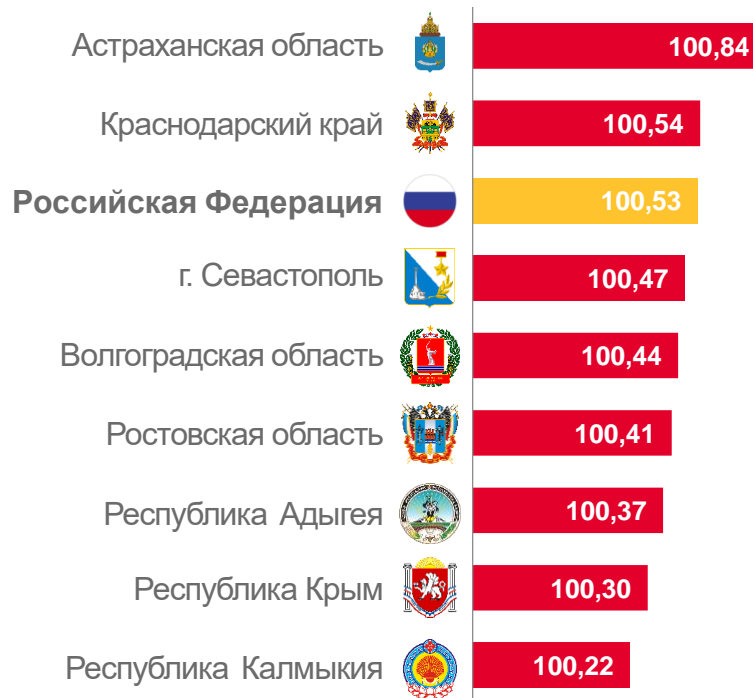 Астраханская область 100,84
Краснодарский край 100,54
Российская Федерация 100,53
г. Севастополь 100,47
Волгоградская область 100,44
Ростовская область 100,41
Республика Адыгея 100,37
Республика Крым 100,30
Республика Калмыкия 100,22